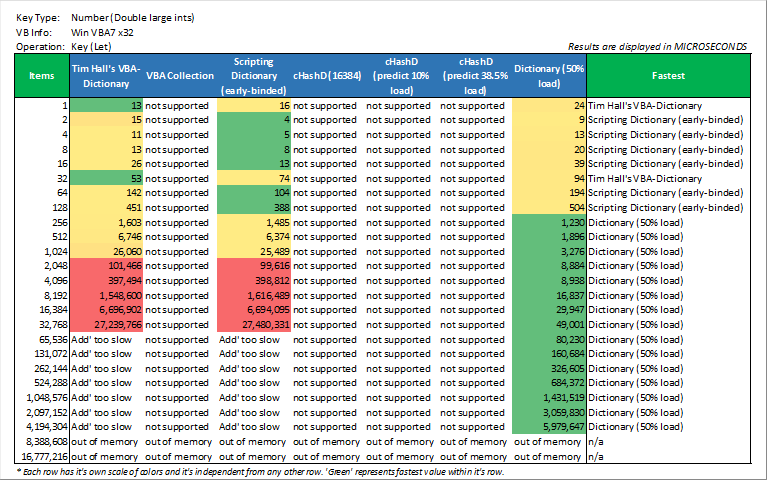 Key Type: Number (Double large ints)
VB Info: Win VBA7 x32
Operation: Key (Let)
Results are displayed in MICROSECONDS
Items Tim Hall's VBA-Dictionary VBA Collection Scripting Dictionary (early-binded) cHashD (16384) cHashD (predict 10% load) cHashD (predict 38.5% load) Dictionary (50% load) Fastest
1 13 not supported 16 not supported not supported not supported 24 Tim Hall's VBA-Dictionary
2 15 not supported 4 not supported not supported not supported 9 Scripting Dictionary (early-binded)
4 11 not supported 5 not supported not supported not supported 13 Scripting Dictionary (early-binded)
8 13 not supported 8 not supported not supported not supported 20 Scripting Dictionary (early-binded)
16 26 not supported 13 not supported not supported not supported 39 Scripting Dictionary (early-binded)
32 53 not supported 74 not supported not supported not supported 94 Tim Hall's VBA-Dictionary
64 142 not supported 104 not supported not supported not supported 194 Scripting Dictionary (early-binded)
128 451 not supported 388 not supported not supported not supported 504 Scripting Dictionary (early-binded)
256 1,603 not supported 1,485 not supported not supported not supported 1,230 Dictionary (50% load)
512 6,746 not supported 6,374 not supported not supported not supported 1,896 Dictionary (50% load)
1,024 26,060 not supported 25,489 not supported not supported not supported 3,276 Dictionary (50% load)
2,048 101,466 not supported 99,616 not supported not supported not supported 8,884 Dictionary (50% load)
4,096 397,494 not supported 398,812 not supported not supported not supported 8,938 Dictionary (50% load)
8,192 1,548,600 not supported 1,616,489 not supported not supported not supported 16,837 Dictionary (50% load)
16,384 6,696,902 not supported 6,694,095 not supported not supported not supported 29,947 Dictionary (50% load)
32,768 27,239,766 not supported 27,480,331 not supported not supported not supported 49,001 Dictionary (50% load)
65,536 Add' too slow not supported Add' too slow not supported not supported not supported 80,230 Dictionary (50% load)
131,072 Add' too slow not supported Add' too slow not supported not supported not supported 160,684 Dictionary (50% load)
262,144 Add' too slow not supported Add' too slow not supported not supported not supported 326,605 Dictionary (50% load)
524,288 Add' too slow not supported Add' too slow not supported not supported not supported 684,372 Dictionary (50% load)
1,048,576 Add' too slow not supported Add' too slow not supported not supported not supported 1,431,519 Dictionary (50% load)
2,097,152 Add' too slow not supported Add' too slow not supported not supported not supported 3,059,830 Dictionary (50% load)
4,194,304 Add' too slow not supported Add' too slow not supported not supported not supported 5,979,647 Dictionary (50% load)
8,388,608 out of memory out of memory out of memory out of memory out of memory out of memory out of memory n/a
16,777,216 out of memory out of memory out of memory out of memory out of memory out of memory out of memory n/a
* Each row has it's own scale of colors and it's independent from any other row. 'Green' represents fastest value within it's row.